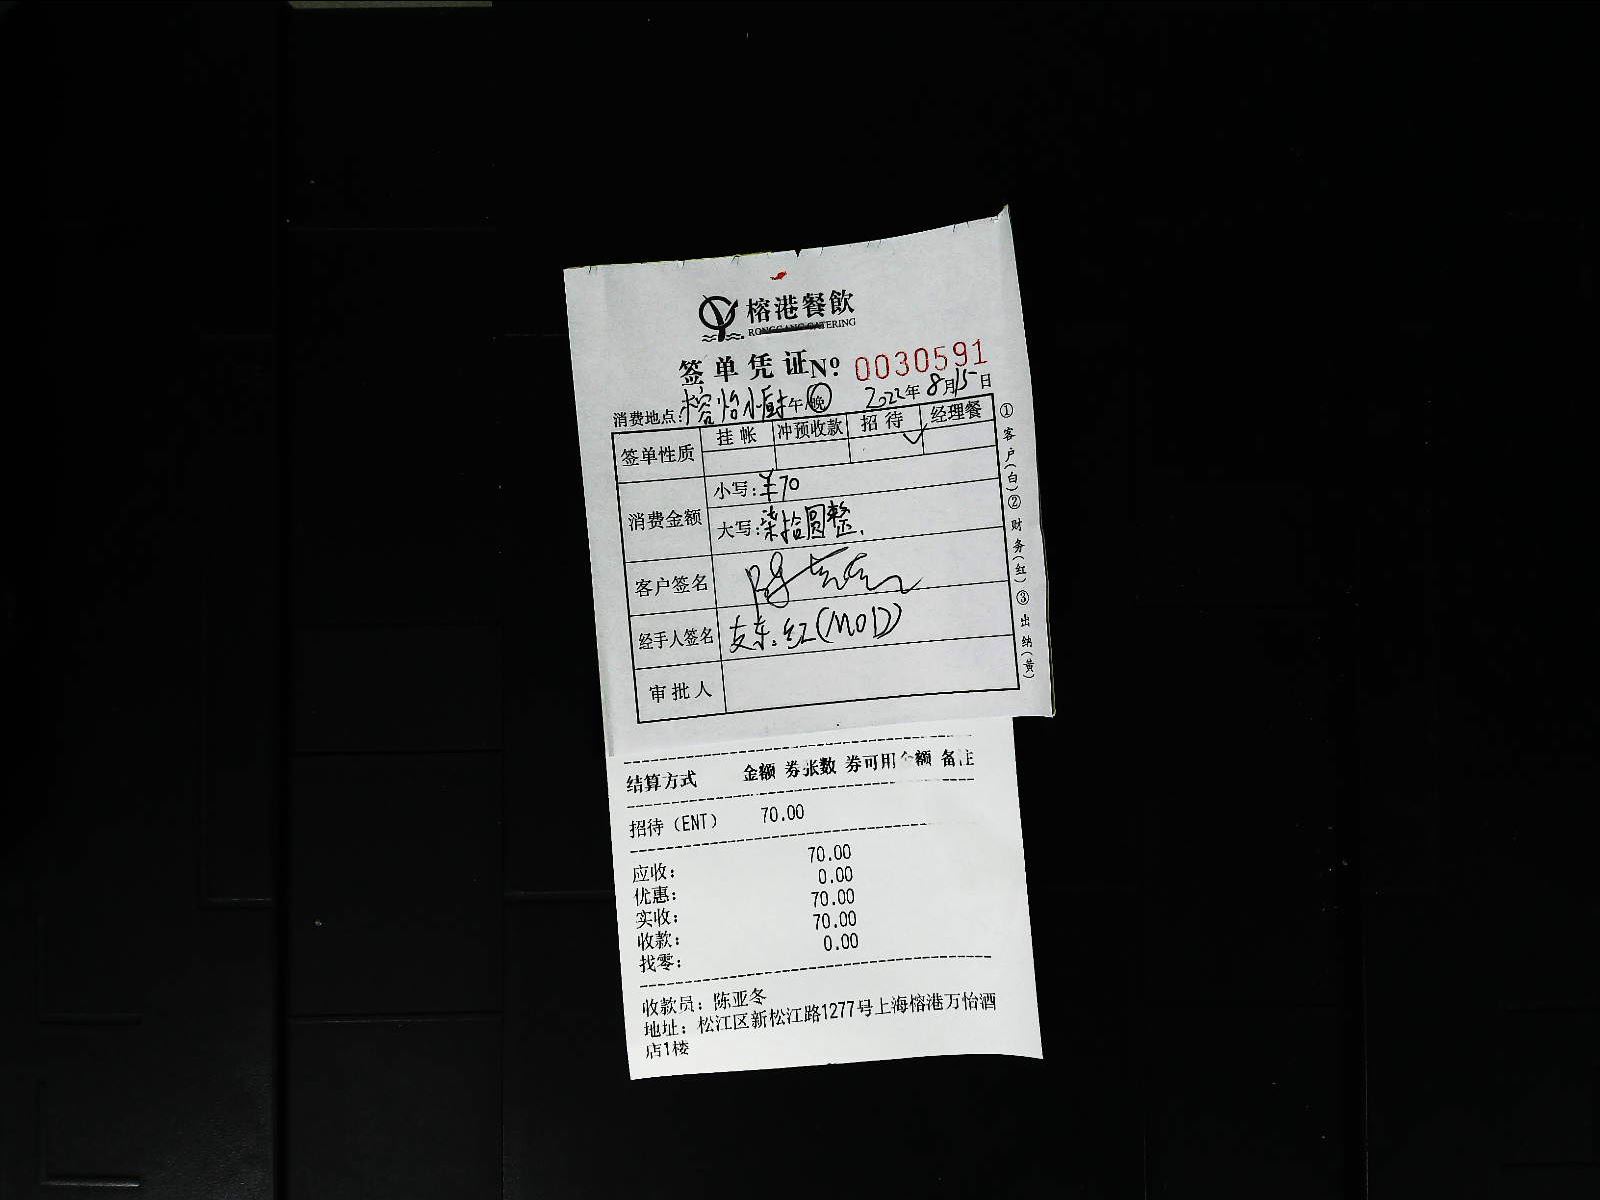 榕港餐飲
RONGGANG CATERING
签单凭证 №: 0030591
消费地点:榕怡小厨 午/晚 2022年8月15日
签单性质 挂帐 冲预收款 招待 经理餐
✓
消费金额 小写:¥70
大写:柒拾圆整.
客户签名
经手人签名 红(MOD)
审批人
①客户(白)②财务(红)③出纳(黄)
结算方式 金额 券张数 券可用金额 备注
招待(ENT) 70.00
应收: 70.00
优惠: 0.00
实收: 70.00
收款: 70.00
找零: 0.00
收款员:陈亚冬
地址:松江区新松江路1277号上海榕港万怡酒
店1楼